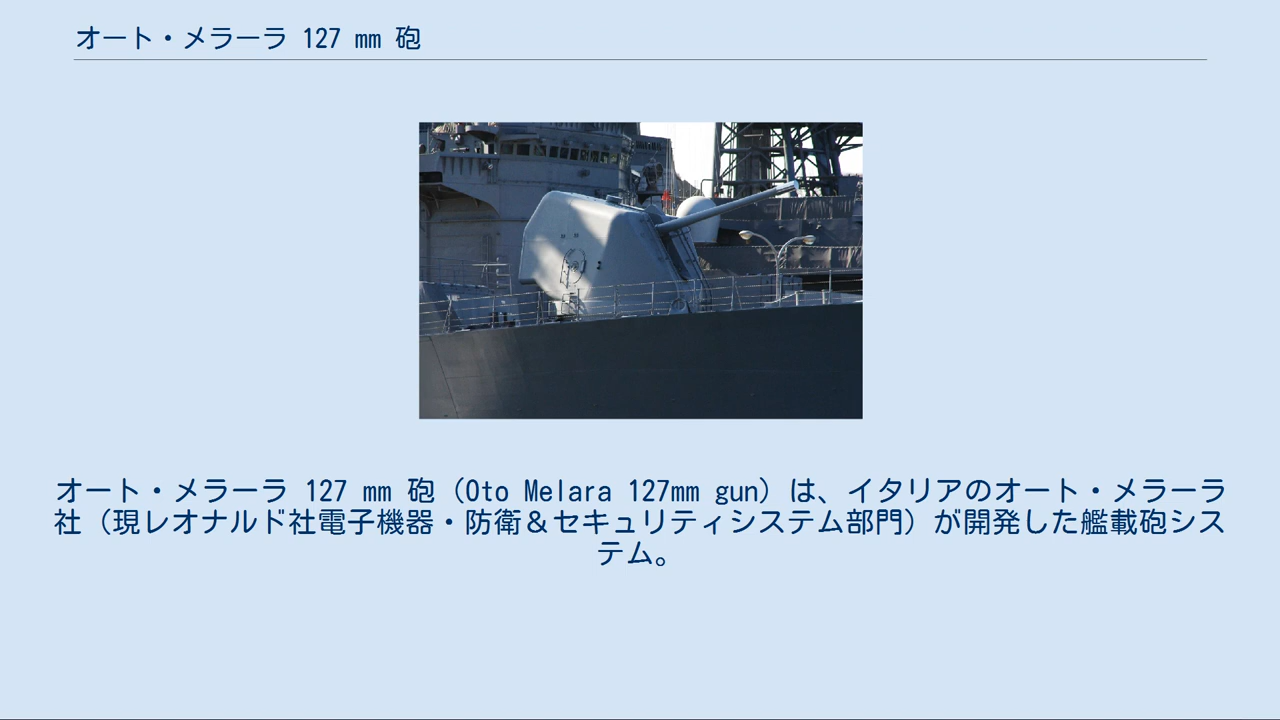 オート・メラーラ 127 mm 砲
オート・メラーラ 127 mm 砲（Oto Melara 127mm gun）は、イタリアのオート・メラーラ
社（現レオナルド社電子機器・防衛＆セキュリティシステム部門）が開発した艦載砲シス
テム。